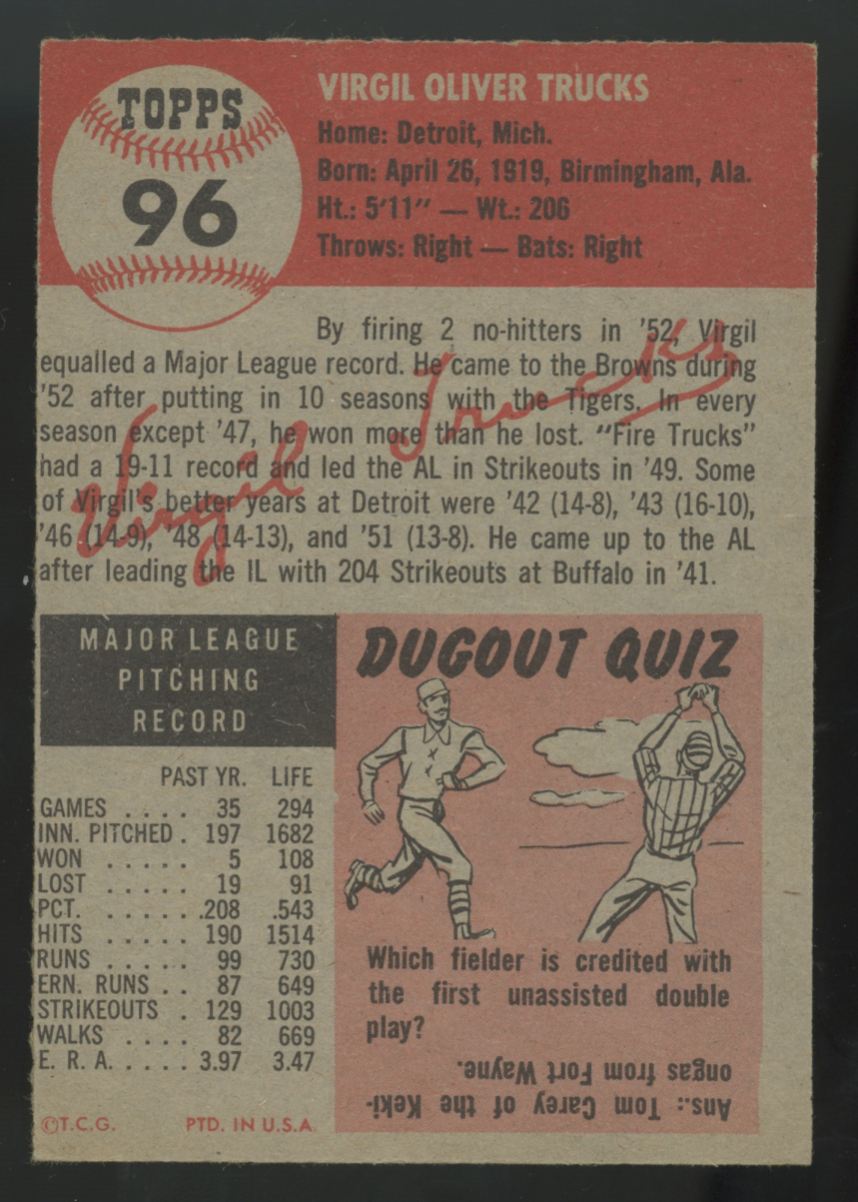 TOPPS
96
VIRGIL OLIVER TRUCKS
Home: Detroit, Mich.
Born: April 26, 1919, Birmingham, Ala.
Ht.: 5'11" — Wt.: 206
Throws: Right — Bats: Right
By firing 2 no-hitters in '52, Virgil
equalled a Major League record. He came to the Browns during
'52 after putting in 10 seasons with the Tigers. In every
season except '47, he won more than he lost. "Fire Trucks"
had a 19-11 record and led the AL in Strikeouts in '49. Some
of Virgil's better years at Detroit were '42 (14-8), '43 (16-10),
'46 (14-9), '48 (14-13), and '51 (13-8). He came up to the AL
after leading the IL with 204 Strikeouts at Buffalo in '41.
Virgil Trucks
MAJOR LEAGUE
PITCHING
RECORD
PAST YR. LIFE
GAMES . . . . 35 294
INN. PITCHED . 197 1682
WON . . . . . 5 108
LOST . . . . . 19 91
PCT. . . . . . .208 .543
HITS . . . . . 190 1514
RUNS . . . . . 99 730
ERN. RUNS . . 87 649
STRIKEOUTS . 129 1003
WALKS . . . . 82 669
E. R. A. . . . . 3.97 3.47
©T.C.G. PTD. IN U.S.A.
DUGOUT QUIZ
Which fielder is credited with
the first unassisted double
play?
Ans.: Tom Carey of the Keki-
ongas from Fort Wayne.